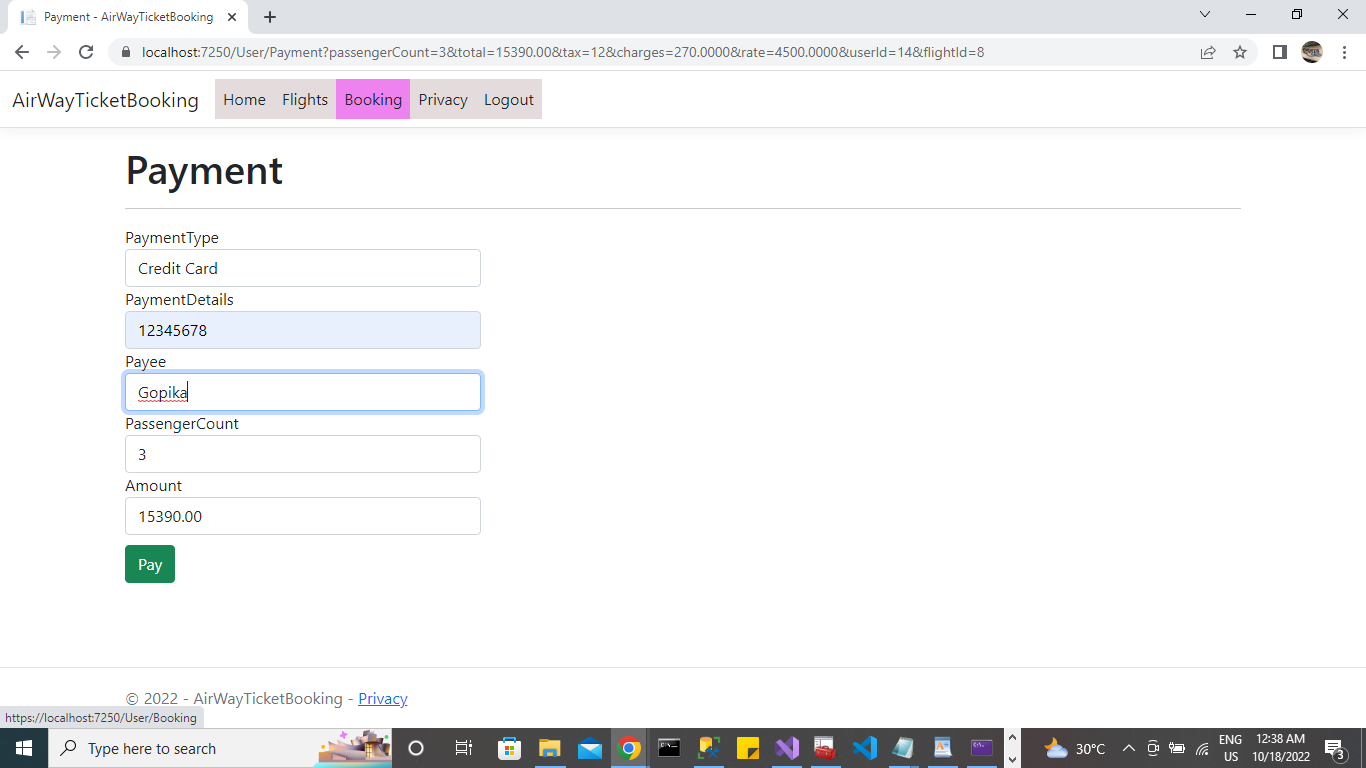 Payment - AirWayTicketBooking
localhost:7250/User/Payment?passengerCount=3&total=15390.00&tax=12&charges=270.0000&rate=4500.0000&userId=14&flightId=8
AirWayTicketBooking Home Flights Booking Privacy Logout
Payment
PaymentType
Credit Card
PaymentDetails
12345678
Payee
Gopika
PassengerCount
3
Amount
15390.00
Pay
© 2022 - AirWayTicketBooking - Privacy
https://localhost:7250/User/Booking
Type here to search
30°C
ENG
US
12:38 AM
10/18/2022
3